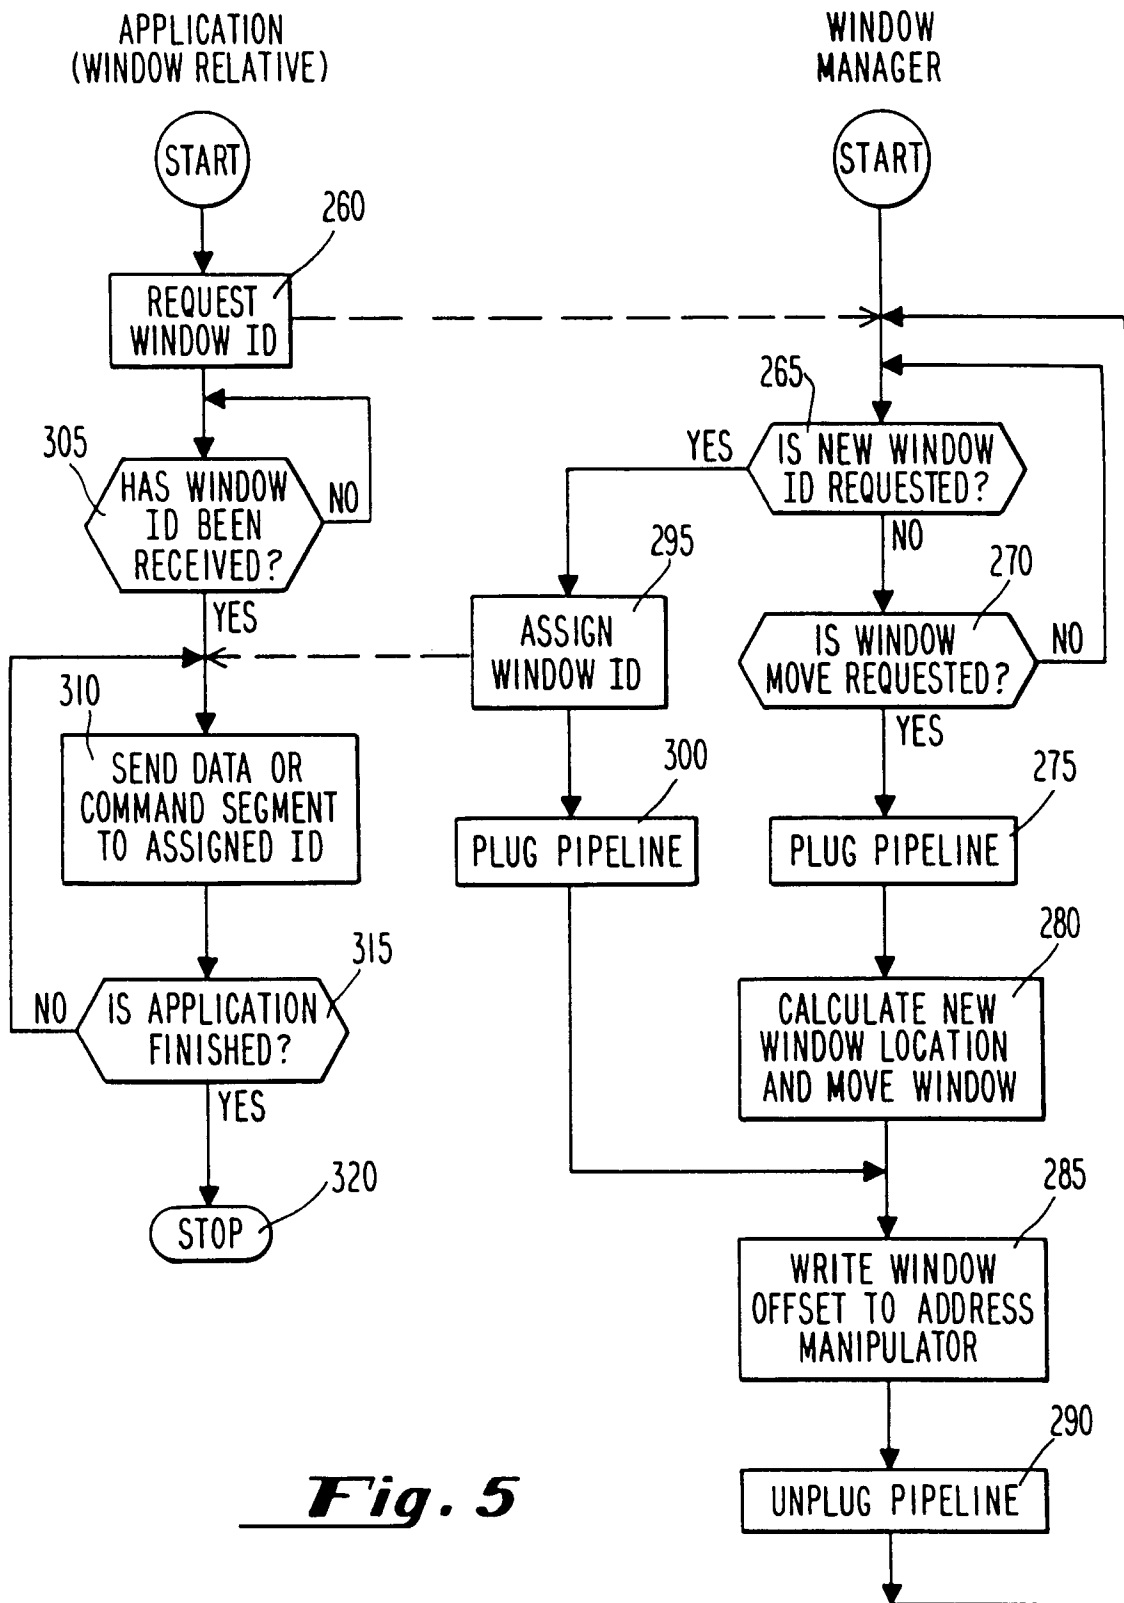 APPLICATION
(WINDOW RELATIVE)
START
260
REQUEST
WINDOW ID
305
HAS WINDOW
ID BEEN
RECEIVED?
NO
YES
310
SEND DATA OR
COMMAND SEGMENT
TO ASSIGNED ID
315
IS APPLICATION
FINISHED?
NO
YES
320
STOP
WINDOW
MANAGER
START
265
IS NEW WINDOW
ID REQUESTED?
YES
NO
295
ASSIGN
WINDOW ID
300
PLUG PIPELINE
270
IS WINDOW
MOVE REQUESTED?
NO
YES
275
PLUG PIPELINE
280
CALCULATE NEW
WINDOW LOCATION
AND MOVE WINDOW
285
WRITE WINDOW
OFFSET TO ADDRESS
MANIPULATOR
290
UNPLUG PIPELINE
Fig. 5